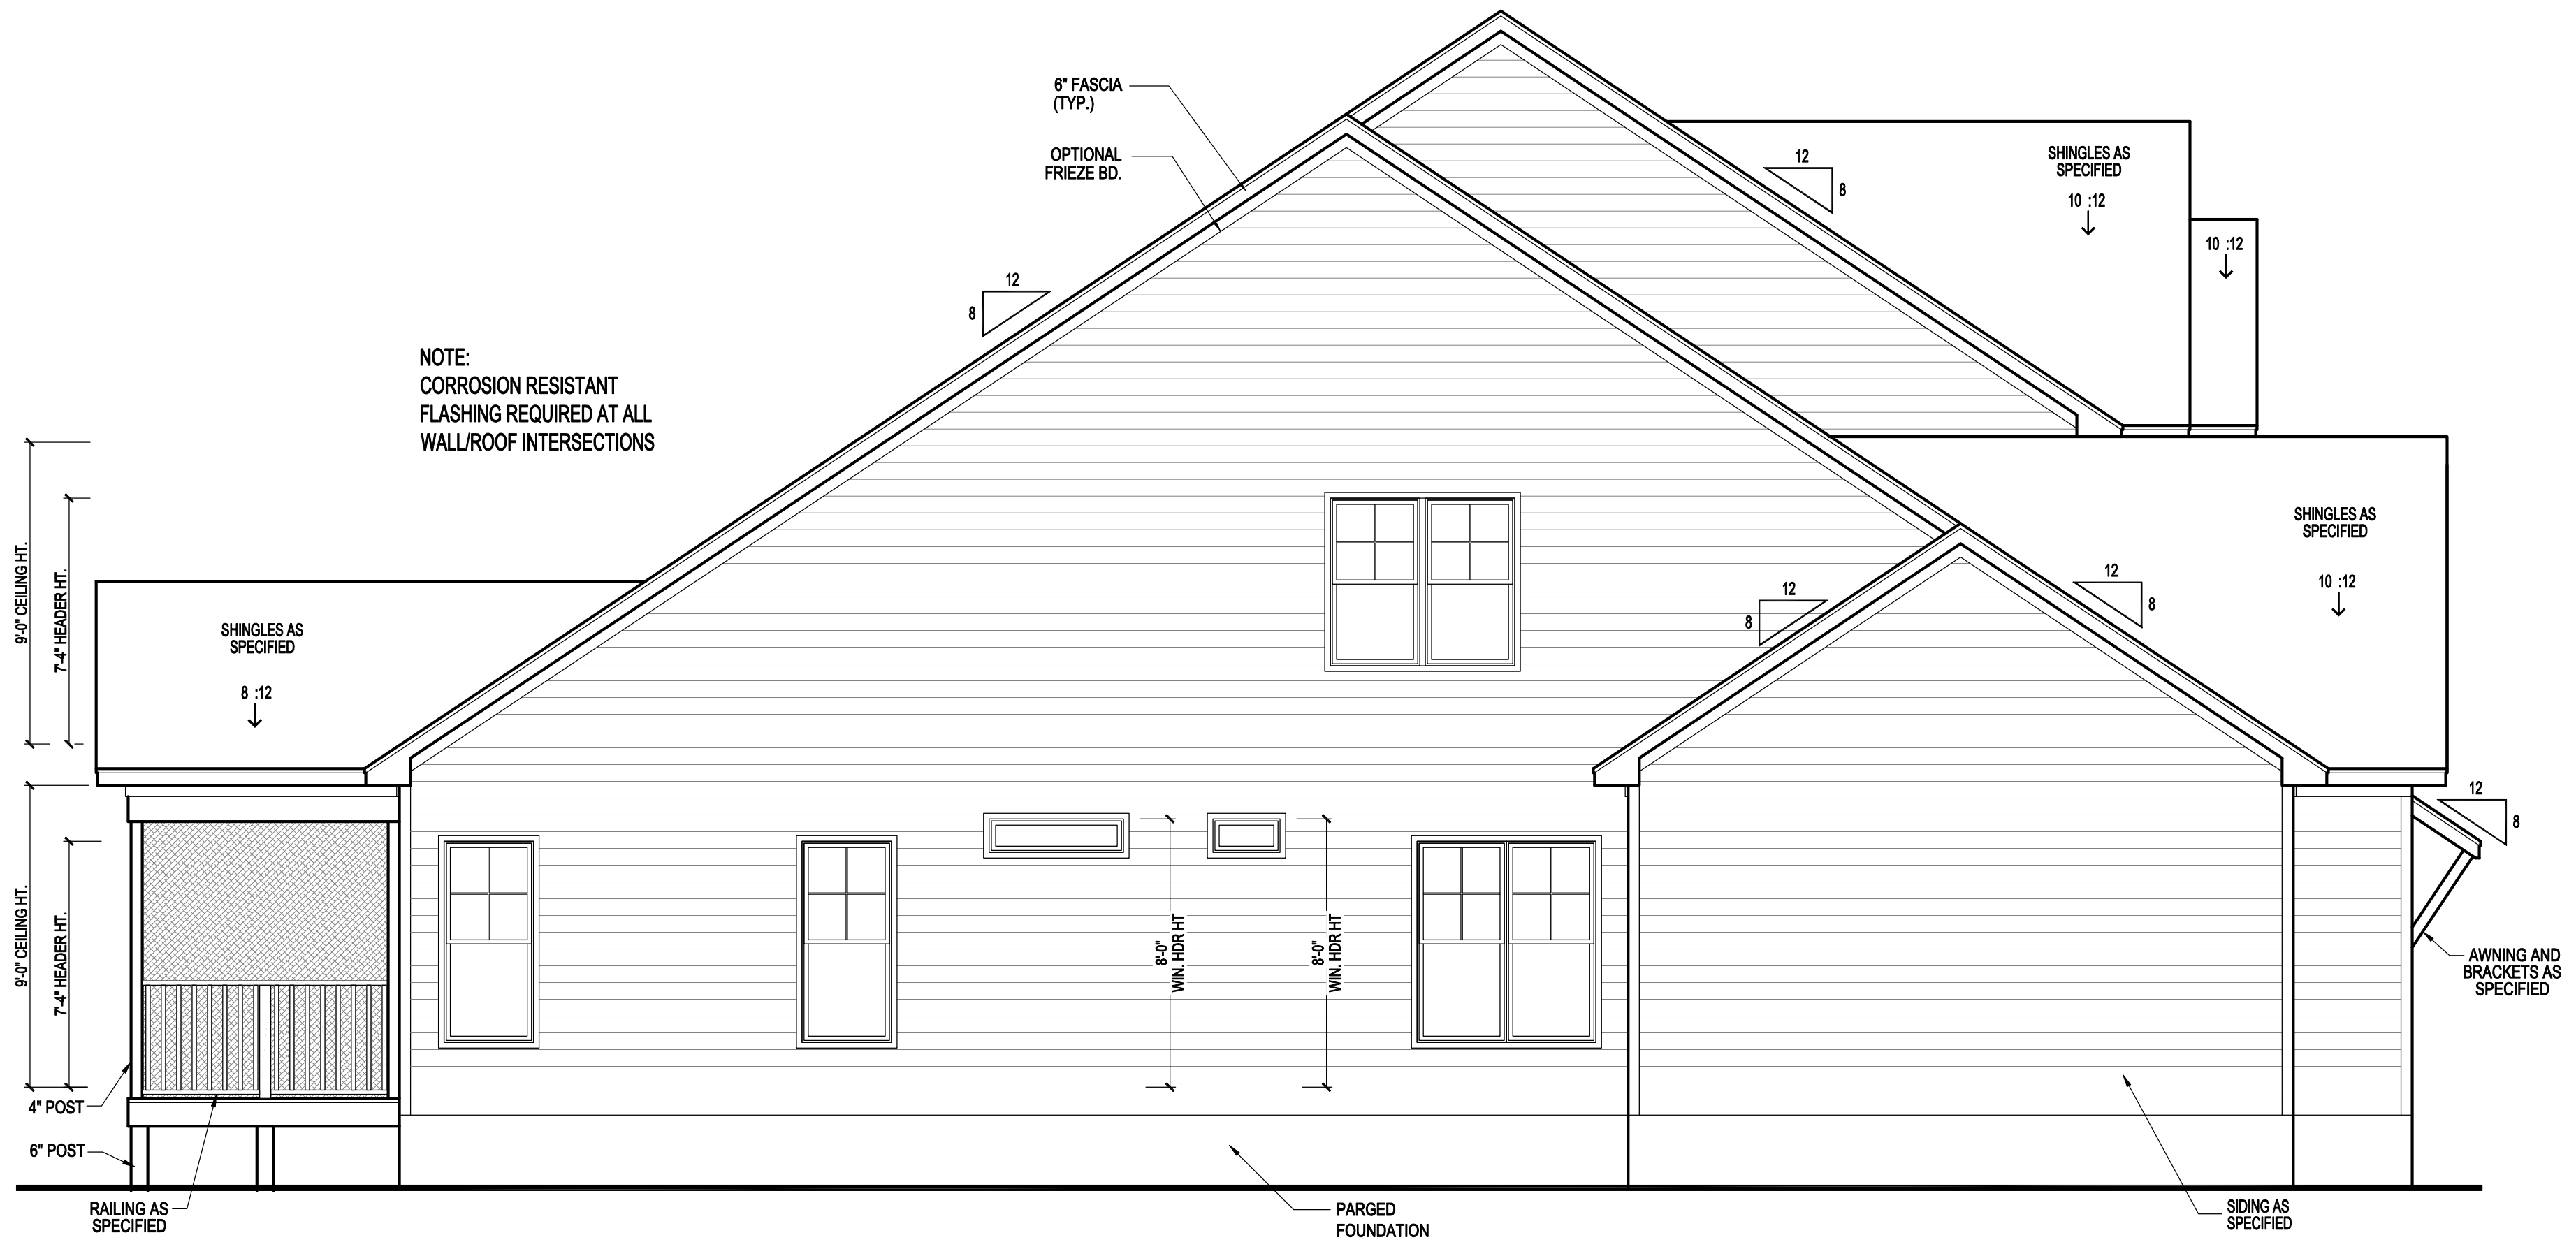 6" FASCIA
(TYP.)
OPTIONAL
FRIEZE BD.
12
8
SHINGLES AS
SPECIFIED
10 :12
10 :12
12
8
NOTE:
CORROSION RESISTANT
FLASHING REQUIRED AT ALL
WALL/ROOF INTERSECTIONS
9'-0" CEILING HT.
7'-4" HEADER HT.
SHINGLES AS
SPECIFIED
8 :12
12
8
12
8
SHINGLES AS
SPECIFIED
10 :12
12
8
9'-0" CEILING HT.
7'-4" HEADER HT.
8'-0"
WIN. HDR HT
8'-0"
WIN. HDR HT
AWNING AND
BRACKETS AS
SPECIFIED
4" POST
6" POST
RAILING AS
SPECIFIED
PARGED
FOUNDATION
SIDING AS
SPECIFIED